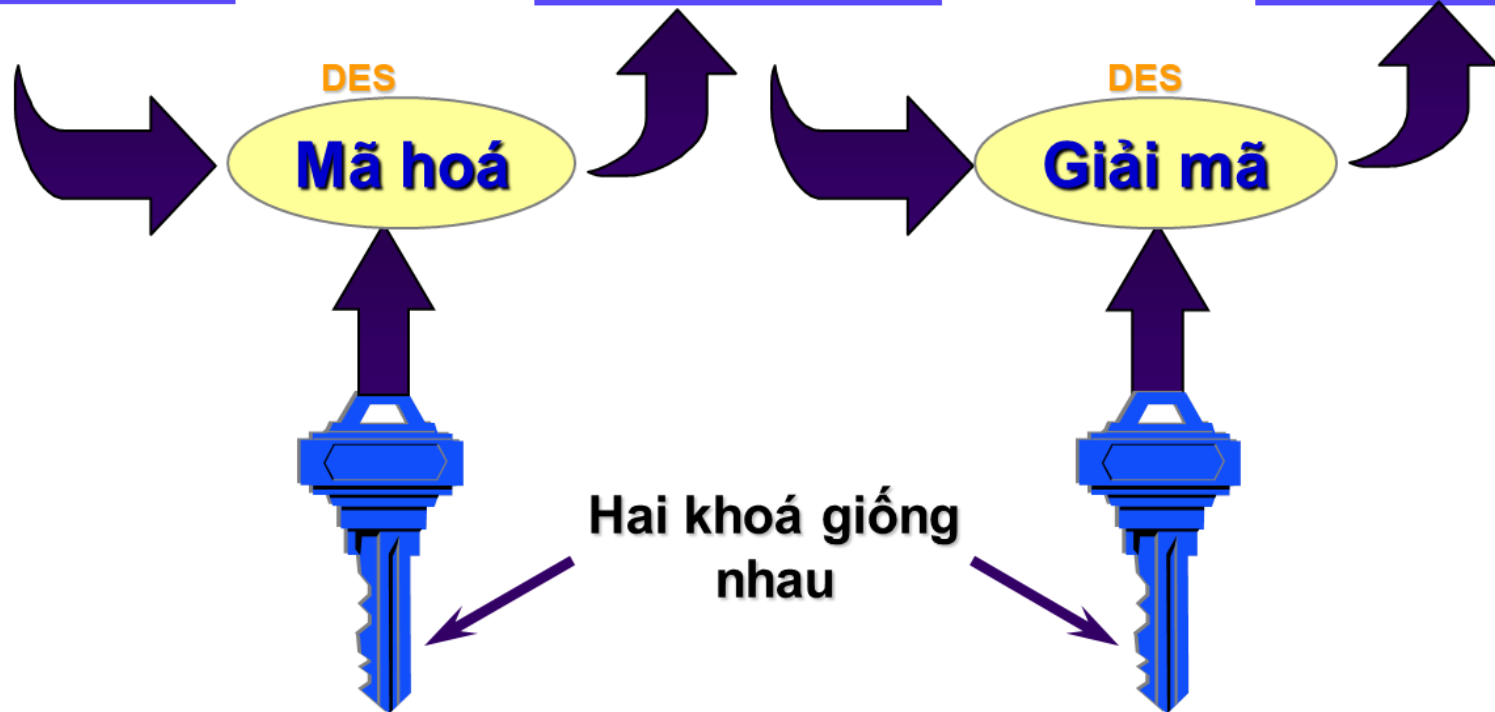 DES
Mã hoá
DES
Giải mã
Hai khoá giống
nhau